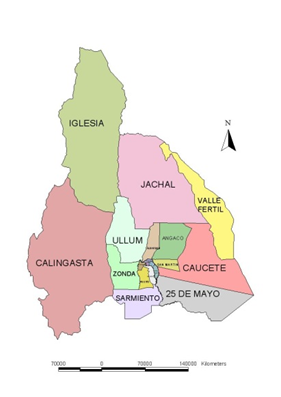 IGLESIA
N
JACHAL
VALLE
FERTIL
ULLUM
ANGACO
CALINGASTA
ZONDA
SAN MARTIN
CAUCETE
25 DE MAYO
SARMIENTO
70000 0 70000 140000 Kilometers